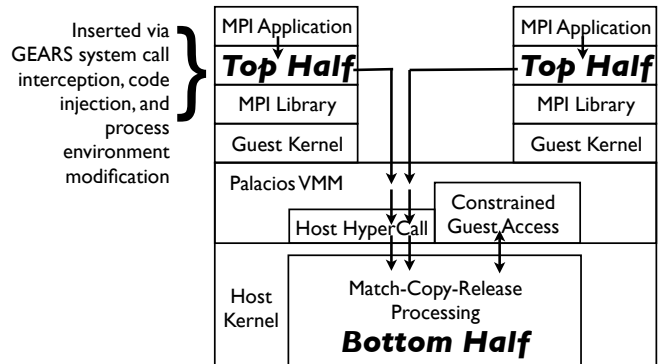 Inserted via
GEARS system call
interception, code
injection, and
process
environment
modification
}
MPI Application
Top Half
MPI Library
Guest Kernel
MPI Application
Top Half
MPI Library
Guest Kernel
Palacios VMM
Host HyperCall
Constrained
Guest Access
Host
Kernel
Match-Copy-Release
Processing
Bottom Half